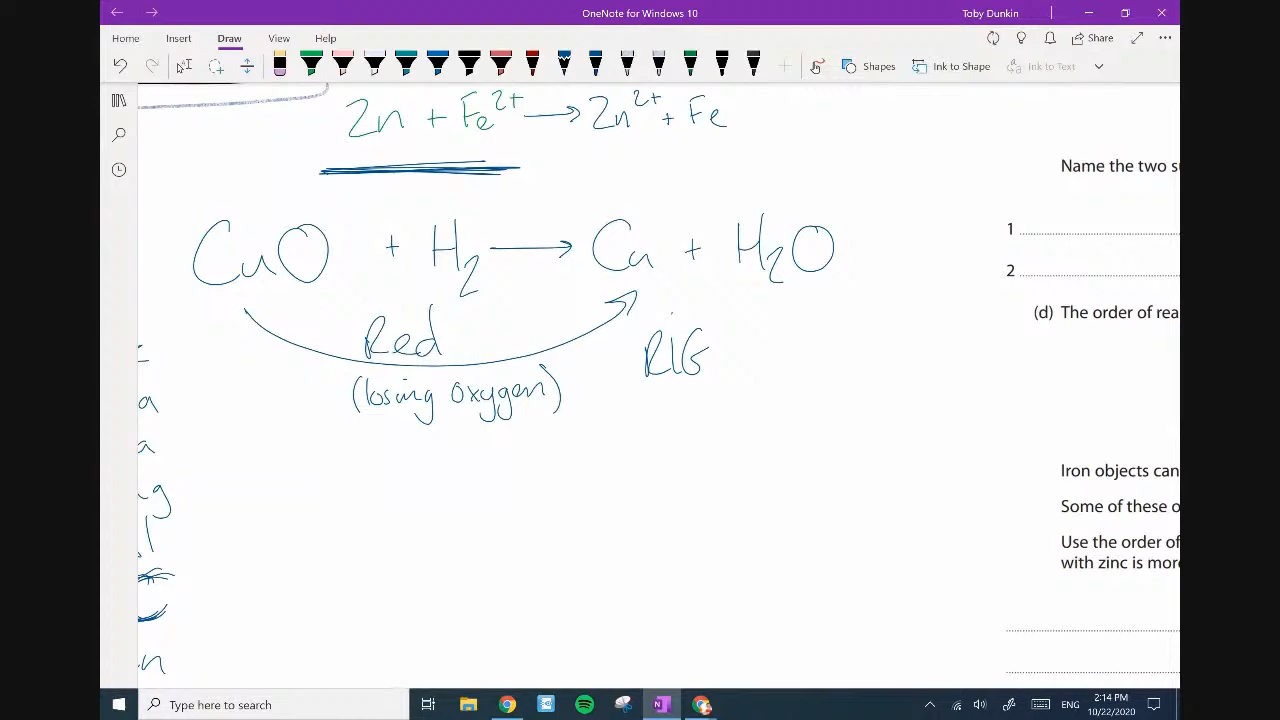 OneNote for Windows 10
Toby Dunkin
Home Insert Draw View Help
Share
Shapes Ink to Shape Ink to Text
Zn + Fe²⁺ → Zn²⁺ + Fe
Name the two su
CuO + H₂ → Cu + H₂O
1
2
(d) The order of rea
Red
RIG
(losing oxygen)
a
a
g
Iron objects can
Some of these o
Use the order of
with zinc is more
n
Type here to search
ENG
2:14 PM
10/22/2020